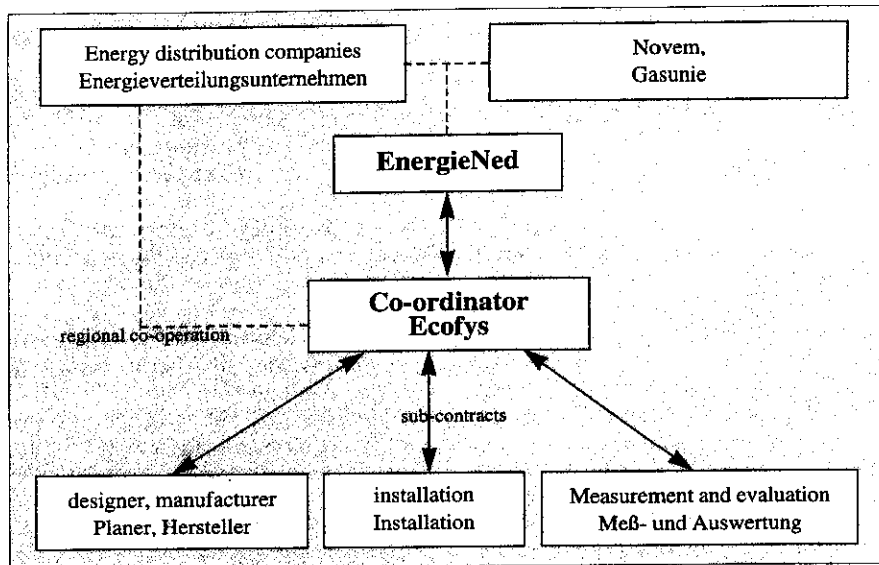 Energy distribution companies
Energieverteilungsunternehmen
Novem,
Gasunie
EnergieNed
Co-ordinator
Ecofys
regional co-operation
sub-contracts
designer, manufacturer
Planer, Hersteller
installation
Installation
Measurement and evaluation
Meß- und Auswertung